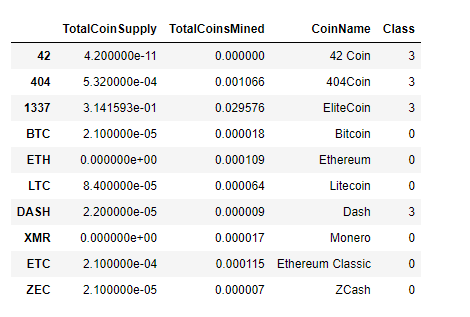 TotalCoinSupply TotalCoinsMined CoinName Class
42 4.200000e-11 0.000000 42 Coin 3
404 5.320000e-04 0.001066 404Coin 3
1337 3.141593e-01 0.029576 EliteCoin 3
BTC 2.100000e-05 0.000018 Bitcoin 0
ETH 0.000000e+00 0.000109 Ethereum 0
LTC 8.400000e-05 0.000064 Litecoin 0
DASH 2.200000e-05 0.000009 Dash 3
XMR 0.000000e+00 0.000017 Monero 0
ETC 2.100000e-04 0.000115 Ethereum Classic 0
ZEC 2.100000e-05 0.000007 ZCash 0